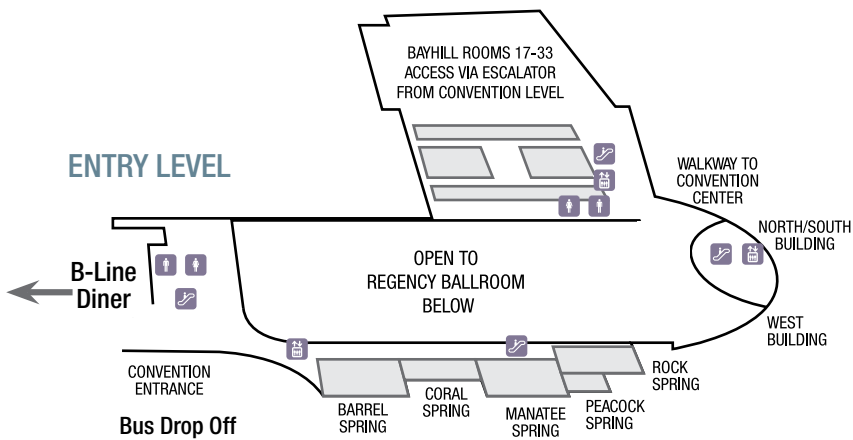 BAYHILL ROOMS 17-33
ACCESS VIA ESCALATOR
FROM CONVENTION LEVEL
ENTRY LEVEL
WALKWAY TO
CONVENTION
CENTER
NORTH/SOUTH
BUILDING
OPEN TO
REGENCY BALLROOM
BELOW
B-Line
Diner
WEST
BUILDING
CONVENTION
ENTRANCE
Bus Drop Off
BARREL
SPRING
CORAL
SPRING
MANATEE
SPRING
PEACOCK
SPRING
ROCK
SPRING